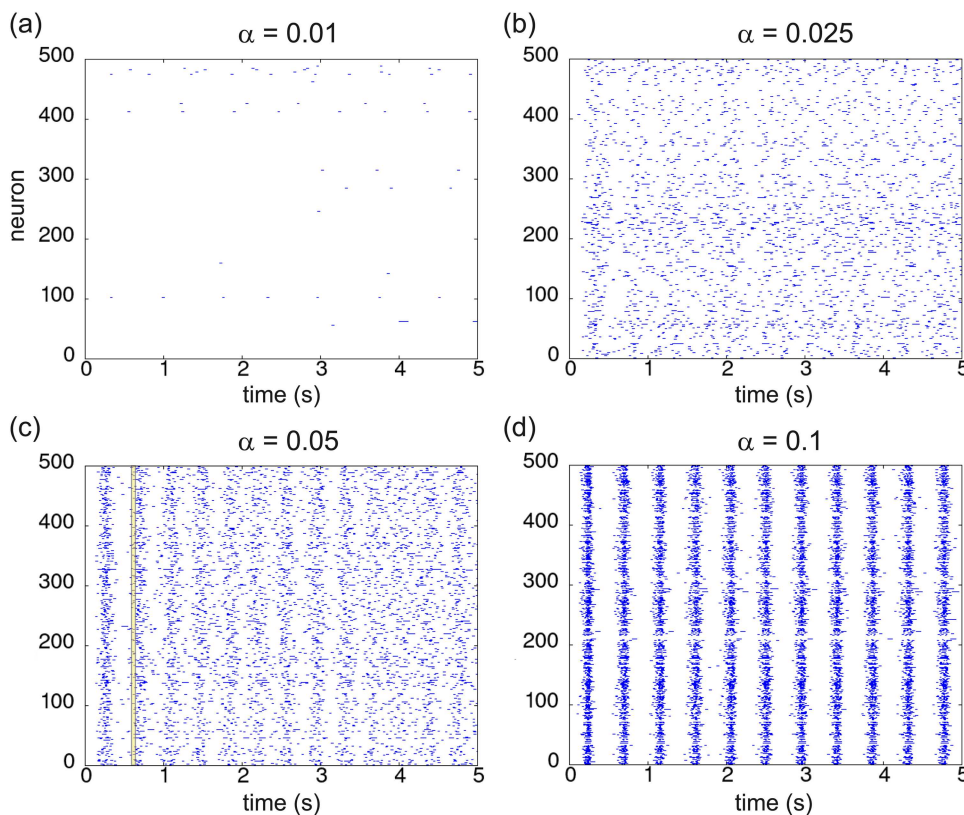 (a)
α = 0.01
500
400
300
200
100
0
neuron
0 1 2 3 4 5
time (s)
(b)
α = 0.025
500
400
300
200
100
0
0 1 2 3 4 5
time (s)
(c)
α = 0.05
500
400
300
200
100
0
0 1 2 3 4 5
time (s)
(d)
α = 0.1
500
400
300
200
100
0
0 1 2 3 4 5
time (s)